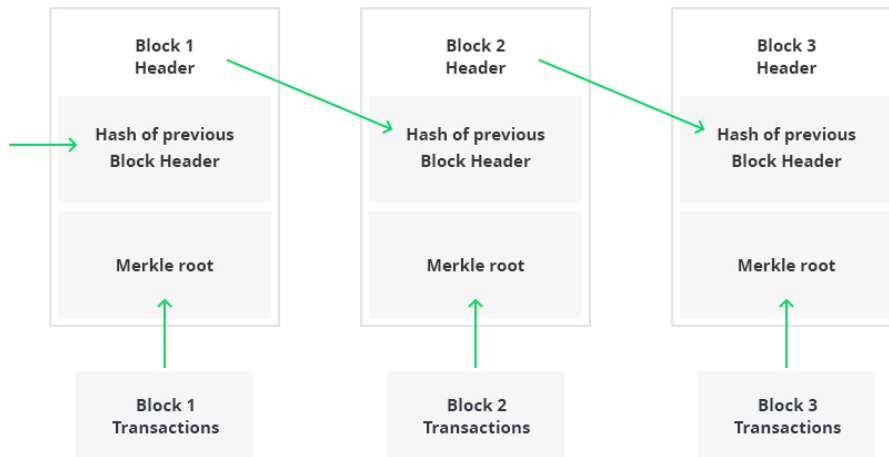 Block 1
Header
Block 2
Header
Block 3
Header
Hash of previous
Block Header
Hash of previous
Block Header
Hash of previous
Block Header
Merkle root
Merkle root
Merkle root
Block 1
Transactions
Block 2
Transactions
Block 3
Transactions